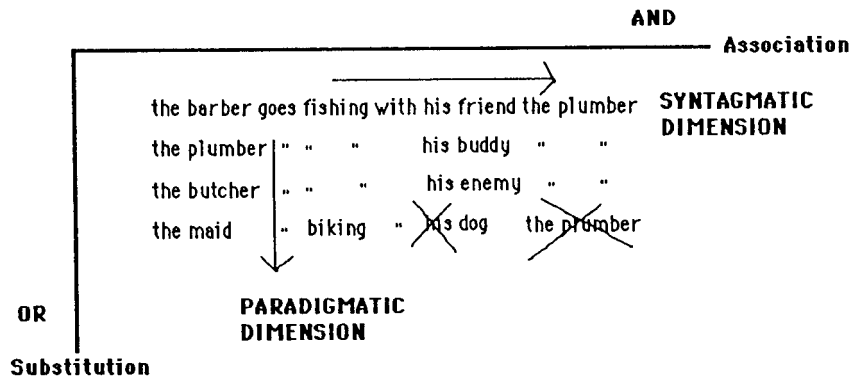 AND
Association
the barber goes fishing with his friend the plumber
SYNTAGMATIC
DIMENSION
the plumber " " " his buddy " "
the butcher " " " his enemy " "
the maid " biking " his dog the plumber
PARADIGMATIC
DIMENSION
OR
Substitution